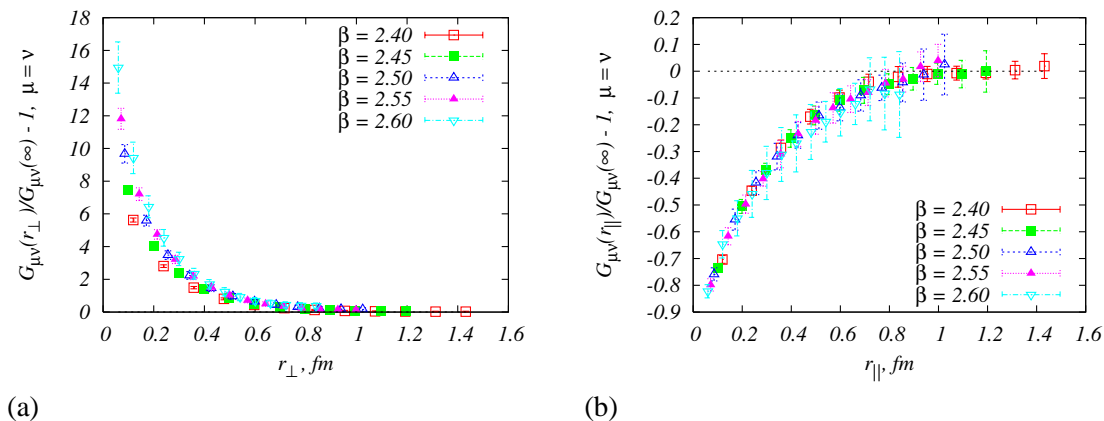 G_μν(r_⊥)/G_μν(∞) - 1, μ = ν
18
16
14
12
10
8
6
4
2
0
0 0.2 0.4 0.6 0.8 1 1.2 1.4 1.6
r_⊥, fm
β = 2.40
β = 2.45
β = 2.50
β = 2.55
β = 2.60
(a)
G_μν(r_||)/G_μν(∞) - 1, μ = ν
0.2
0.1
0
-0.1
-0.2
-0.3
-0.4
-0.5
-0.6
-0.7
-0.8
-0.9
0 0.2 0.4 0.6 0.8 1 1.2 1.4 1.6
r_||, fm
β = 2.40
β = 2.45
β = 2.50
β = 2.55
β = 2.60
(b)